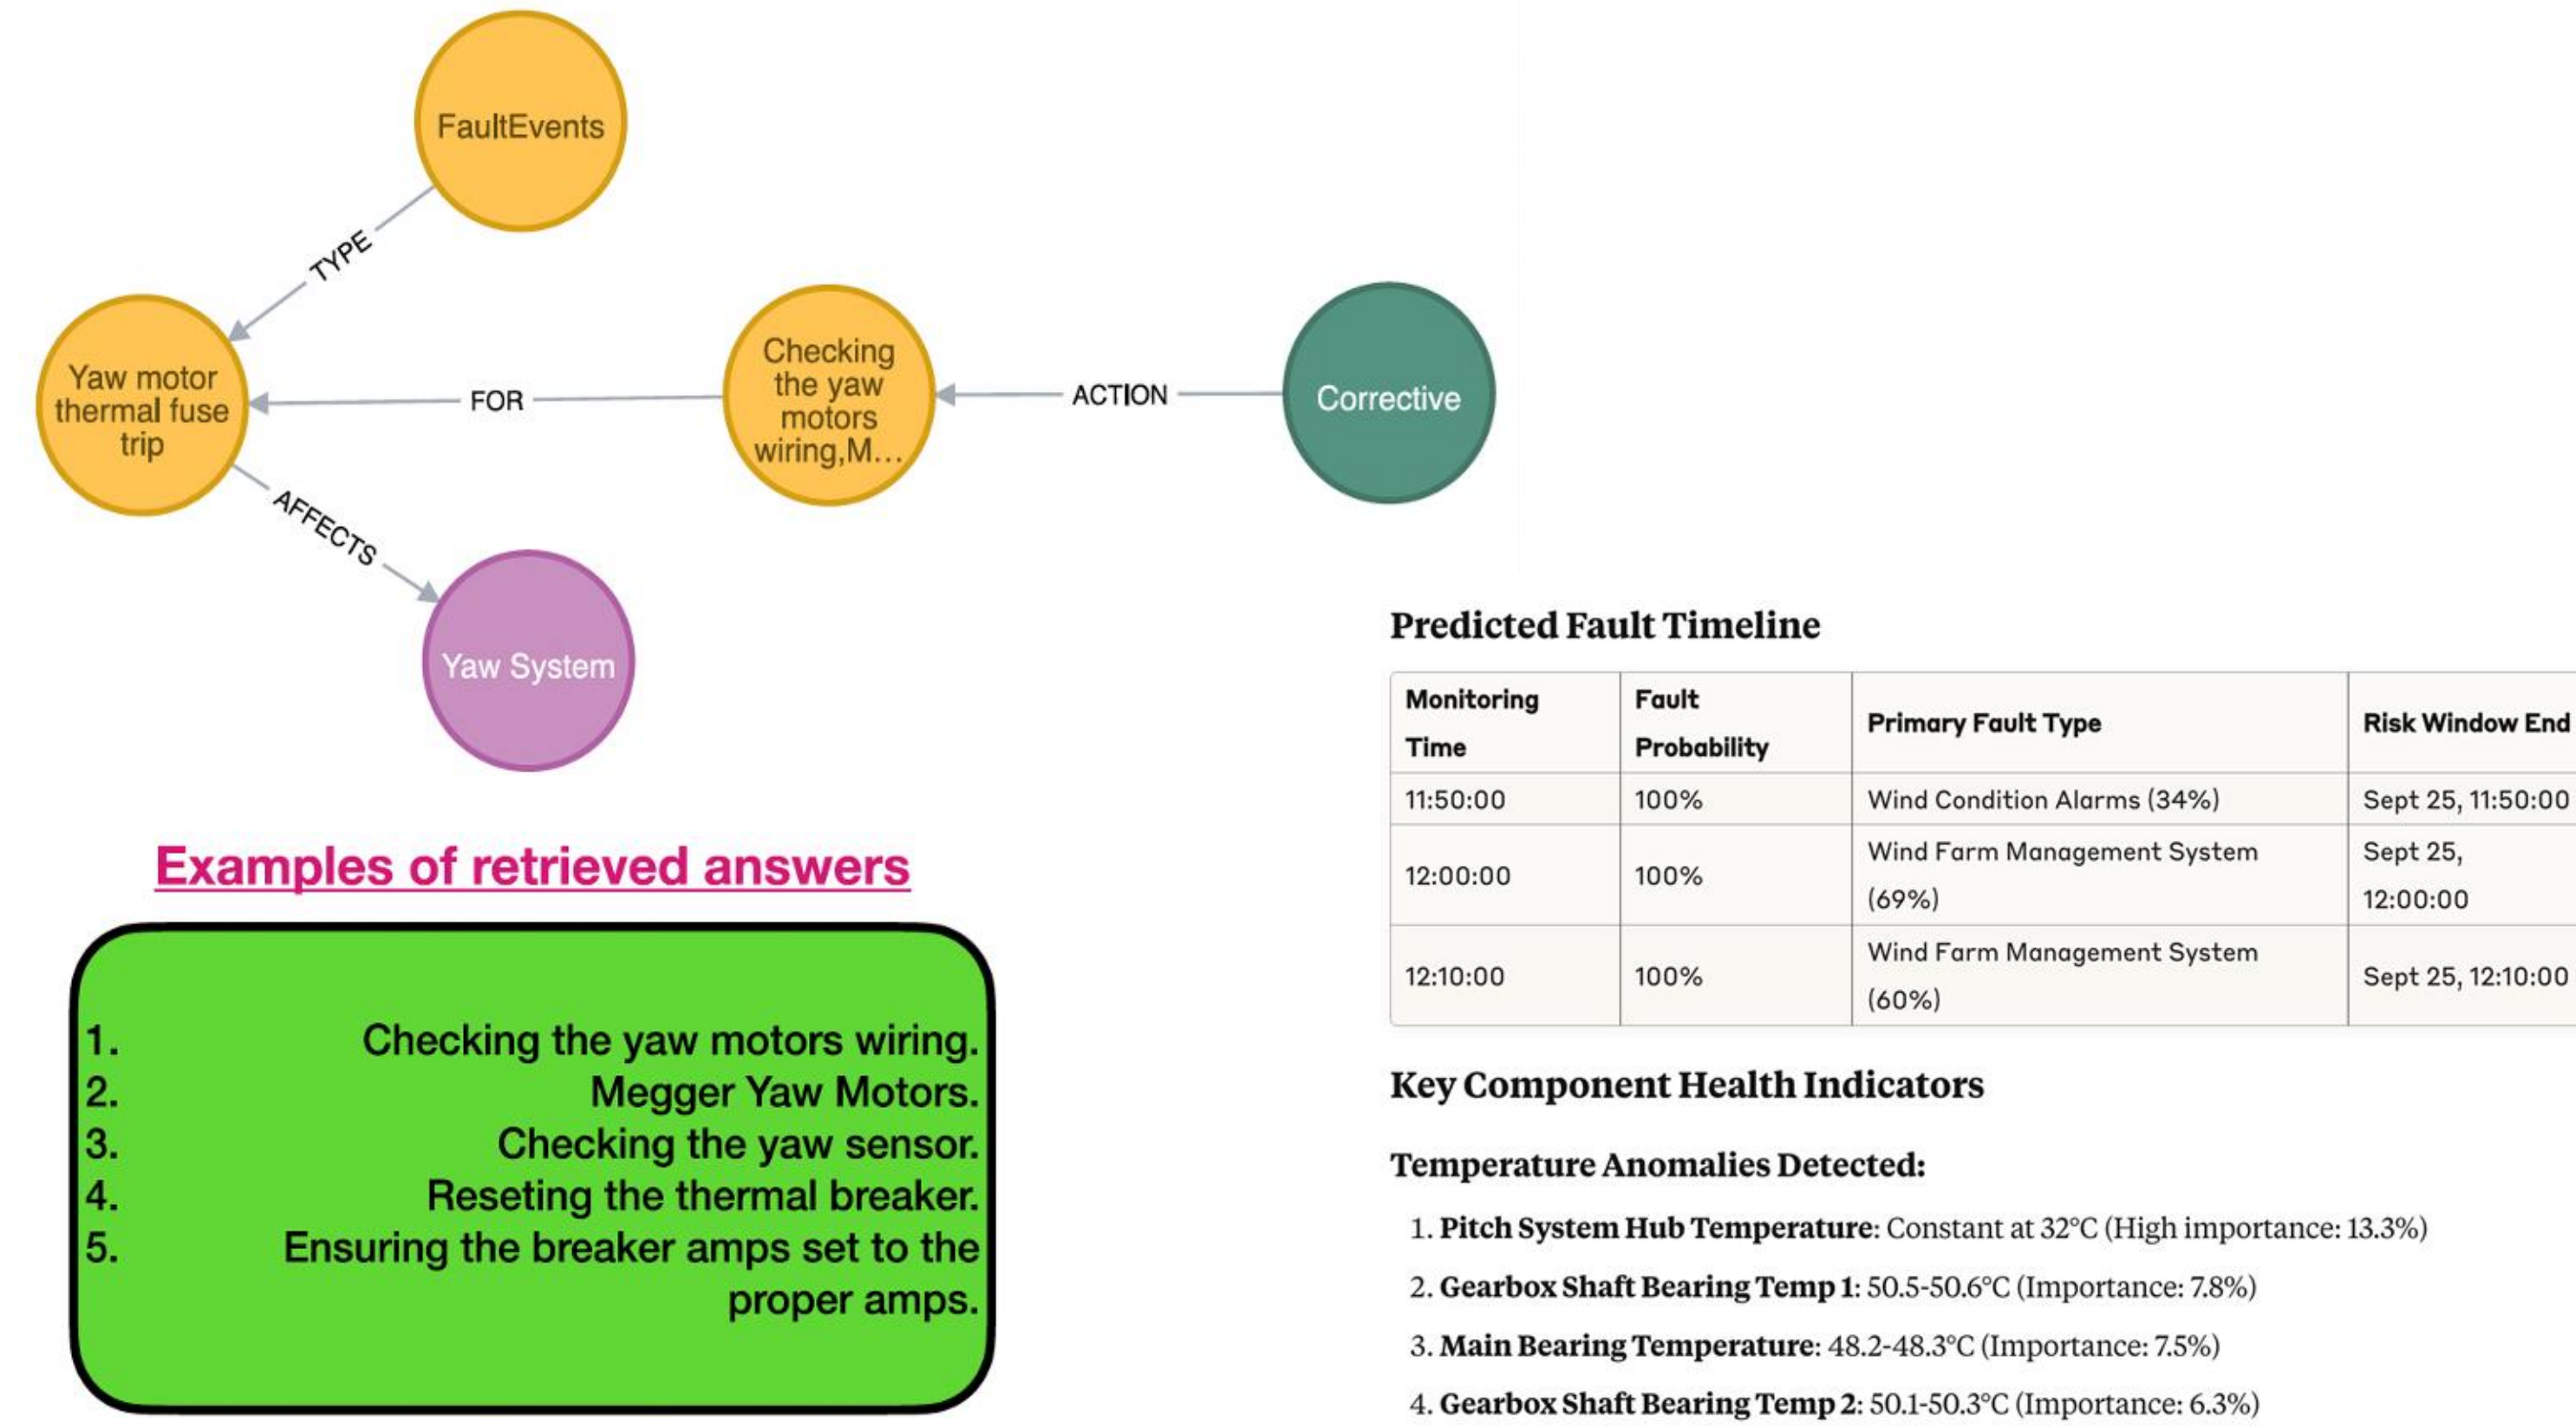 FaultEvents
TYPE
Yaw motor
thermal fuse
trip
FOR
Checking
the yaw
motors
wiring,M...
ACTION
Corrective
AFFECTS
Yaw System
Examples of retrieved answers
1. Checking the yaw motors wiring.
2. Megger Yaw Motors.
3. Checking the yaw sensor.
4. Reseting the thermal breaker.
5. Ensuring the breaker amps set to the
proper amps.
Predicted Fault Timeline
Monitoring Time | Fault Probability | Primary Fault Type | Risk Window End
11:50:00 | 100% | Wind Condition Alarms (34%) | Sept 25, 11:50:00
12:00:00 | 100% | Wind Farm Management System (69%) | Sept 25, 12:00:00
12:10:00 | 100% | Wind Farm Management System (60%) | Sept 25, 12:10:00
Key Component Health Indicators
Temperature Anomalies Detected:
1. Pitch System Hub Temperature: Constant at 32°C (High importance: 13.3%)
2. Gearbox Shaft Bearing Temp 1: 50.5-50.6°C (Importance: 7.8%)
3. Main Bearing Temperature: 48.2-48.3°C (Importance: 7.5%)
4. Gearbox Shaft Bearing Temp 2: 50.1-50.3°C (Importance: 6.3%)